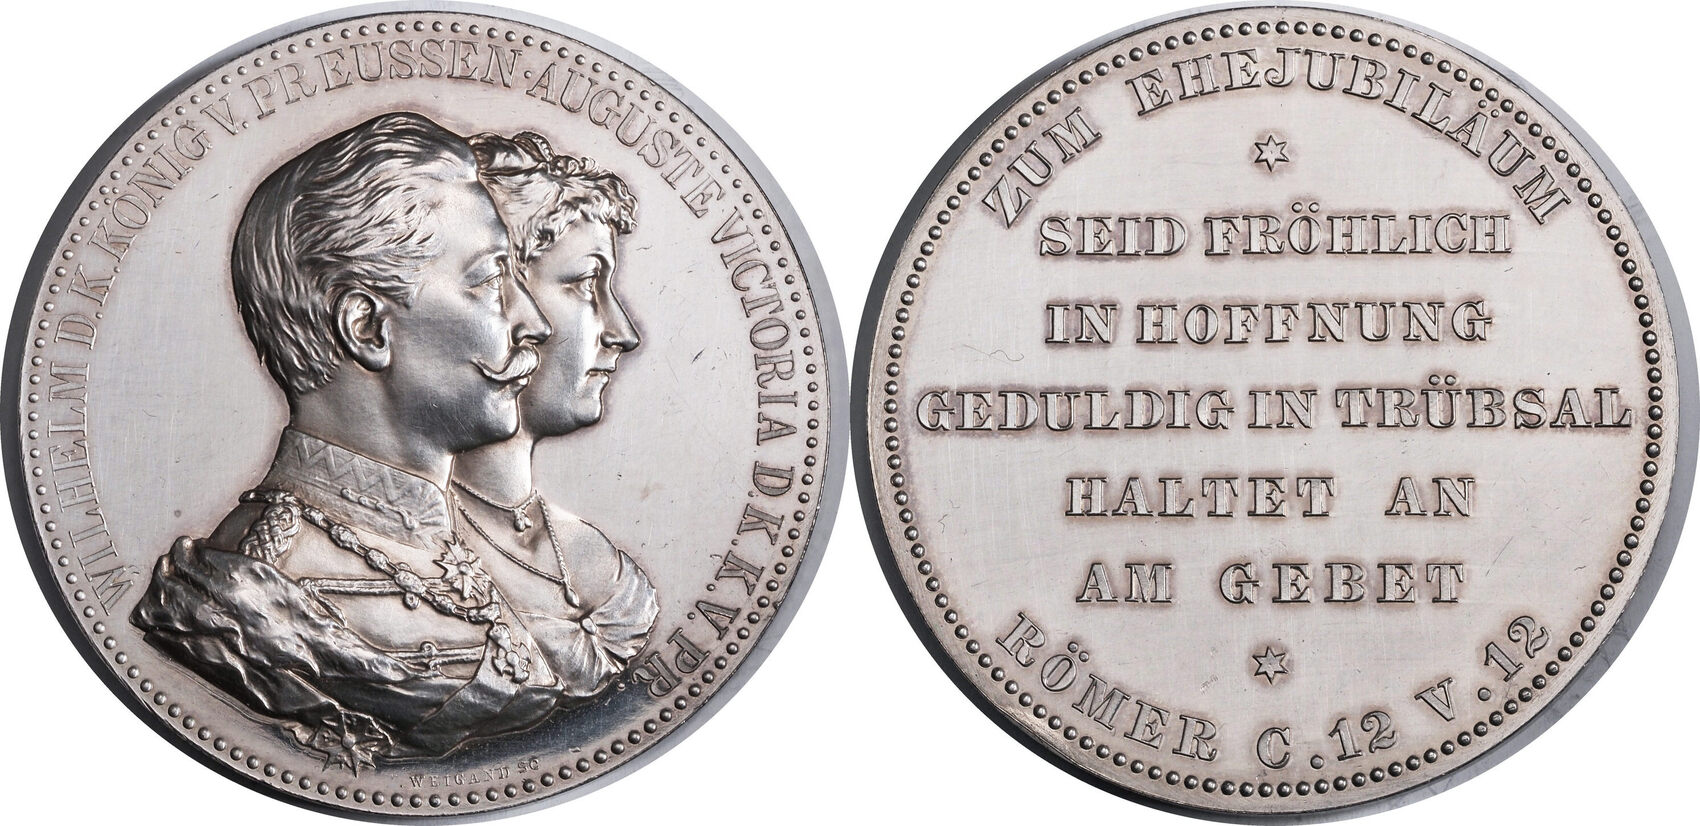 WILHELM D.K.KÖNIG V.PREUSSEN·AUGUSTE VICTORIA D.K.K.V.PR.
WEIGAND SC
ZUM EHEJUBILÄUM
SEID FRÖHLICH
IN HOFFNUNG
GEDULDIG IN TRÜBSAL
HALTET AN
AM GEBET
RÖMER C.12 V.12